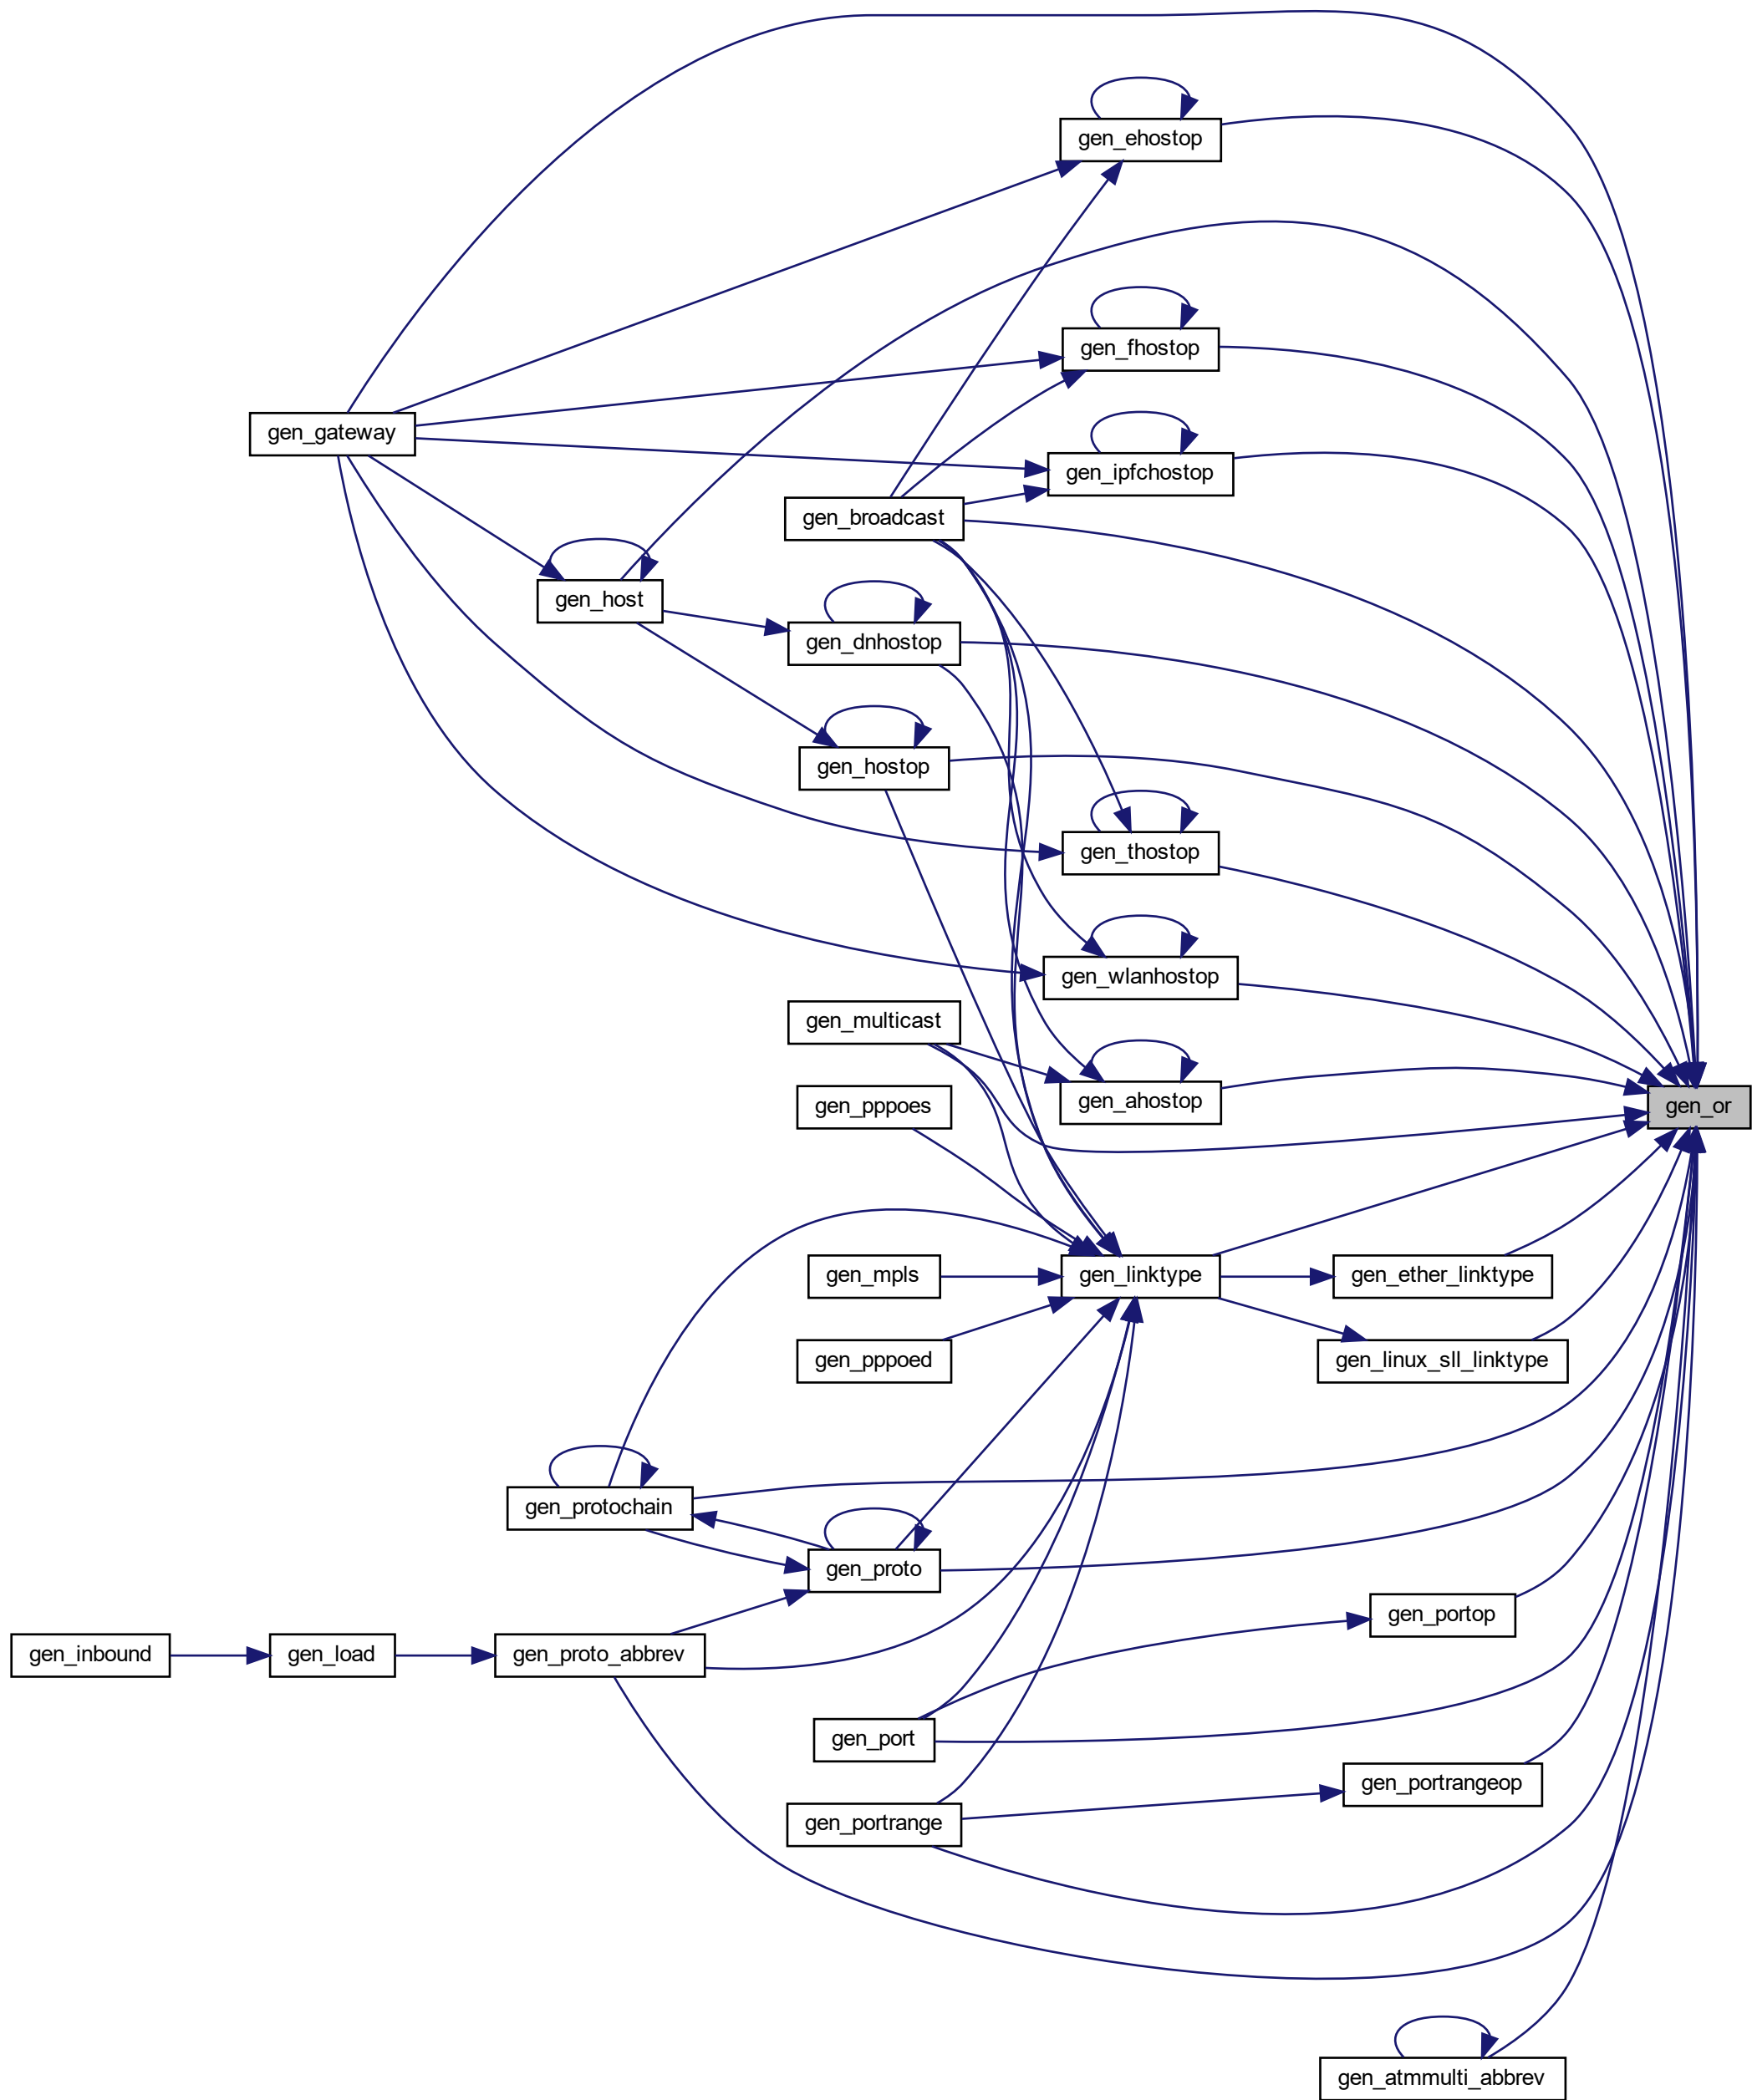 gen_ehostop
gen_fhostop
gen_gateway
gen_ipfchostop
gen_broadcast
gen_host
gen_dnhostop
gen_hostop
gen_thostop
gen_wlanhostop
gen_multicast
gen_ahostop
gen_pppoes
gen_or
gen_mpls
gen_linktype
gen_ether_linktype
gen_pppoed
gen_linux_sll_linktype
gen_protochain
gen_proto
gen_portop
gen_inbound
gen_load
gen_proto_abbrev
gen_port
gen_portrangeop
gen_portrange
gen_atmmulti_abbrev